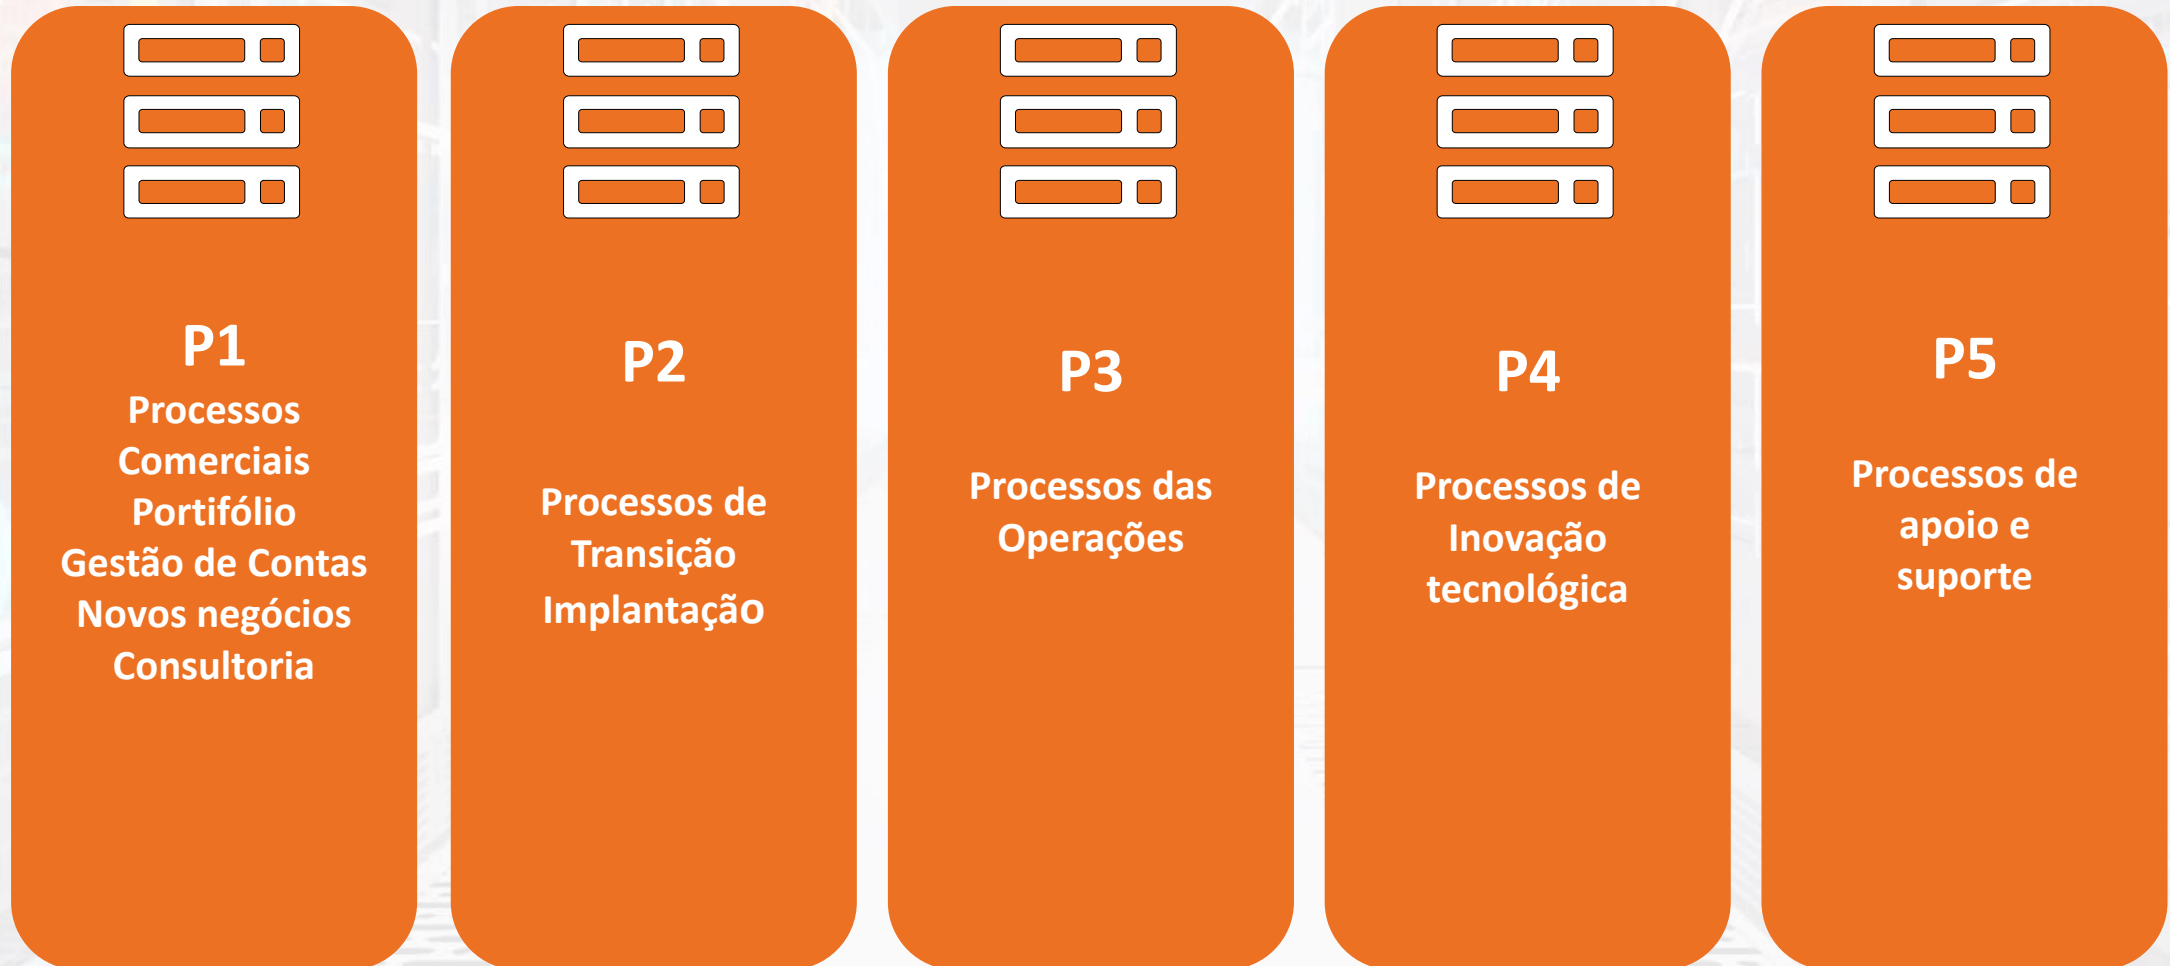 P1
Processos
Comerciais
Portifólio
Gestão de Contas
Novos negócios
Consultoria
P2
Processos de
Transição
Implantação
P3
Processos das
Operações
P4
Processos de
Inovação
tecnológica
P5
Processos de
apoio e
suporte